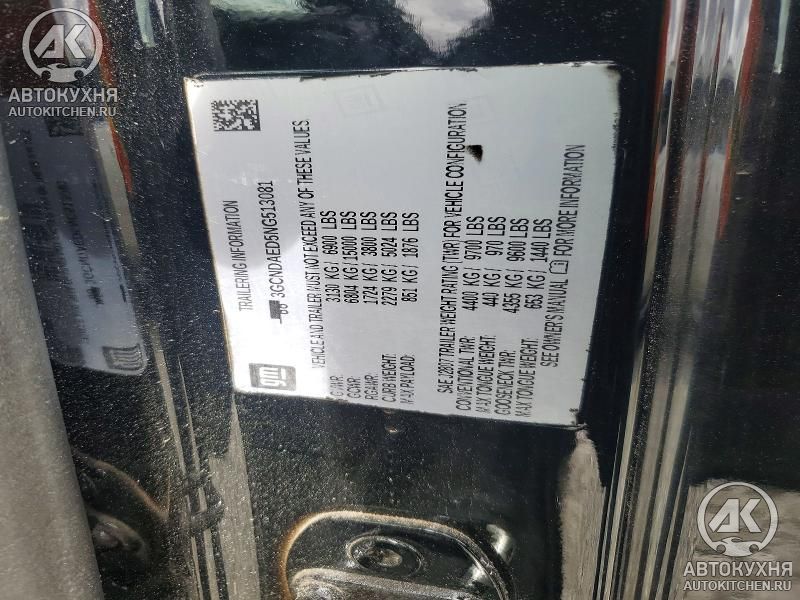 АК
АВТОКУХНЯ
AUTOKITCHEN.RU
TRAILERING INFORMATION
3GCNDAED5NG513081
VEHICLE AND TRAILER MUST NOT EXCEED ANY OF THESE VALUES.
GVWR: 3130 KG / 6900 LBS
GCWR: 6804 KG / 15000 LBS
RGAWR: 1724 KG / 3800 LBS
CURB WEIGHT: 2279 KG / 5024 LBS
MAX PAYLOAD: 851 KG / 1876 LBS
SAE J2807 TRAILER WEIGHT RATING (TWR) FOR VEHICLE CONFIGURATION
CONVENTIONAL TWR: 4400 KG / 9700 LBS
MAX TONGUE WEIGHT: 440 KG / 970 LBS
GOOSENECK TWR: 4355 KG / 9600 LBS
MAX TONGUE WEIGHT: 653 KG / 1440 LBS
SEE OWNER'S MANUAL FOR MORE INFORMATION
gm
АК
АВТОКУХНЯ
AUTOKITCHEN.RU